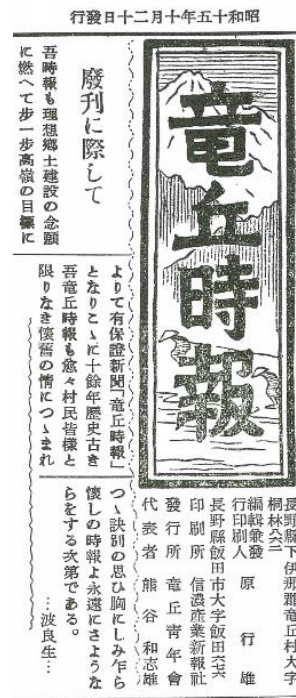 昭和十五年十月二十日發行
竜丘時報
長野縣下伊那郡竜丘村大字
桐林六六二
編輯兼發
行印刷人 原 行雄
長野縣飯田市大字飯田六六
印刷所 信濃産業新報社
發行所 竜丘靑年會
代表者 熊谷和志雄
廢刊に際して
吾時報も理想鄕土建設の念願
に燃へて步一步高嶺の目標に
よりて有保證新聞「竜丘時報」
となりこゝに十餘年歷史古き
吾竜丘時報も愈々村民皆樣と
限りなき懷舊の情につゝまれ
つゝ訣別の思ひ胸にしみ乍ら
懷しの時報よ永遠にさような
らをする次第である。
…波良生…